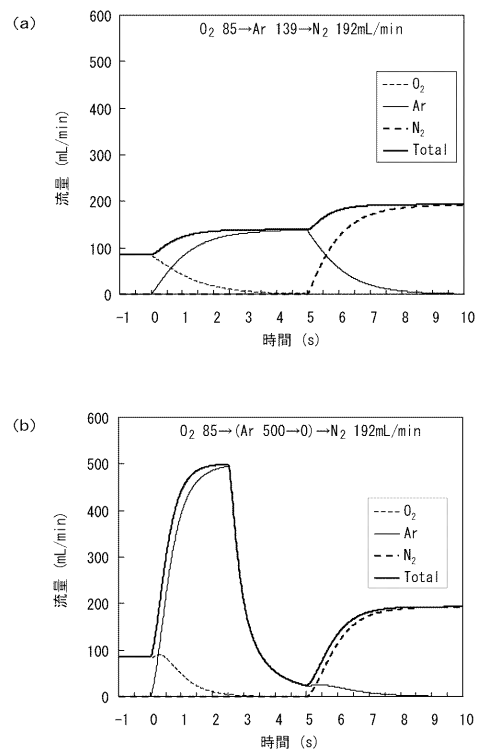 (a)
O₂ 85→Ar 139→N₂ 192mL/min
600
500
400
300
200
100
0
流量 (mL/min)
O₂
Ar
N₂
Total
-1 0 1 2 3 4 5 6 7 8 9 10
時間 (s)
(b)
O₂ 85→(Ar 500→0)→N₂ 192mL/min
600
500
400
300
200
100
0
流量 (mL/min)
O₂
Ar
N₂
Total
-1 0 1 2 3 4 5 6 7 8 9 10
時間 (s)